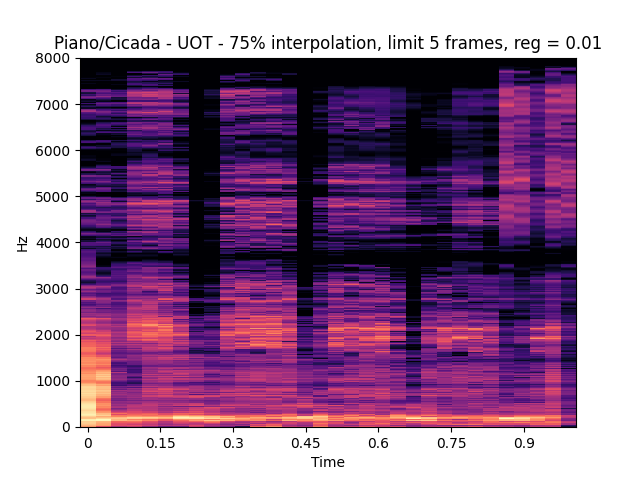 Piano/Cicada - UOT - 75% interpolation, limit 5 frames, reg = 0.01
8000
7000
6000
5000
4000
3000
2000
1000
0
Hz
0 0.15 0.3 0.45 0.6 0.75 0.9
Time